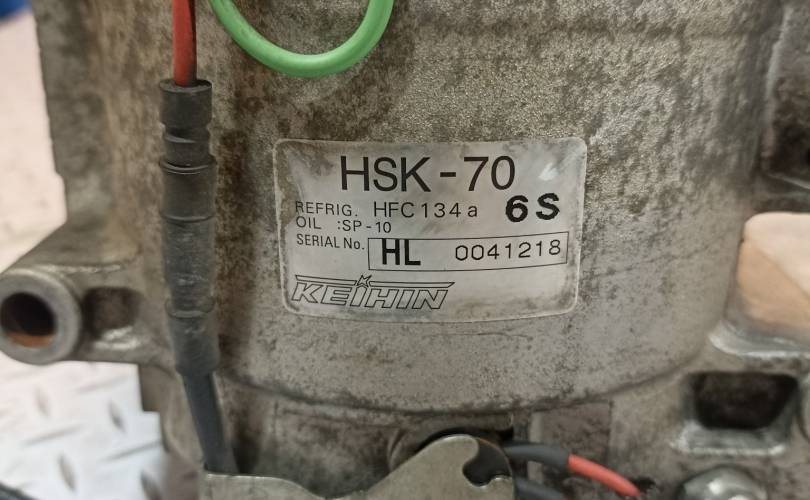 HSK-70
REFRIG. HFC134a 6S
OIL :SP-10
SERIAL No. HL 0041218
KEIHIN